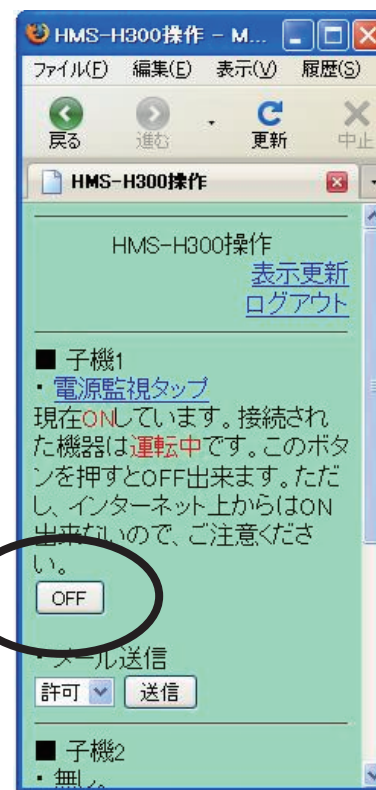 HMS-H300操作 - M...
ファイル(F) 編集(E) 表示(V) 履歴(S)
戻る 進む 更新 中止
HMS-H300操作
HMS-H300操作
表示更新
ログアウト
■ 子機1
・電源監視タップ
現在ONしています。接続され
た機器は運転中です。このボタ
ンを押すとOFF出来ます。ただ
し、インターネット上からはON
出来ないので、ご注意くださ
い。
OFF
・メール送信
許可 送信
■ 子機2
・無し。